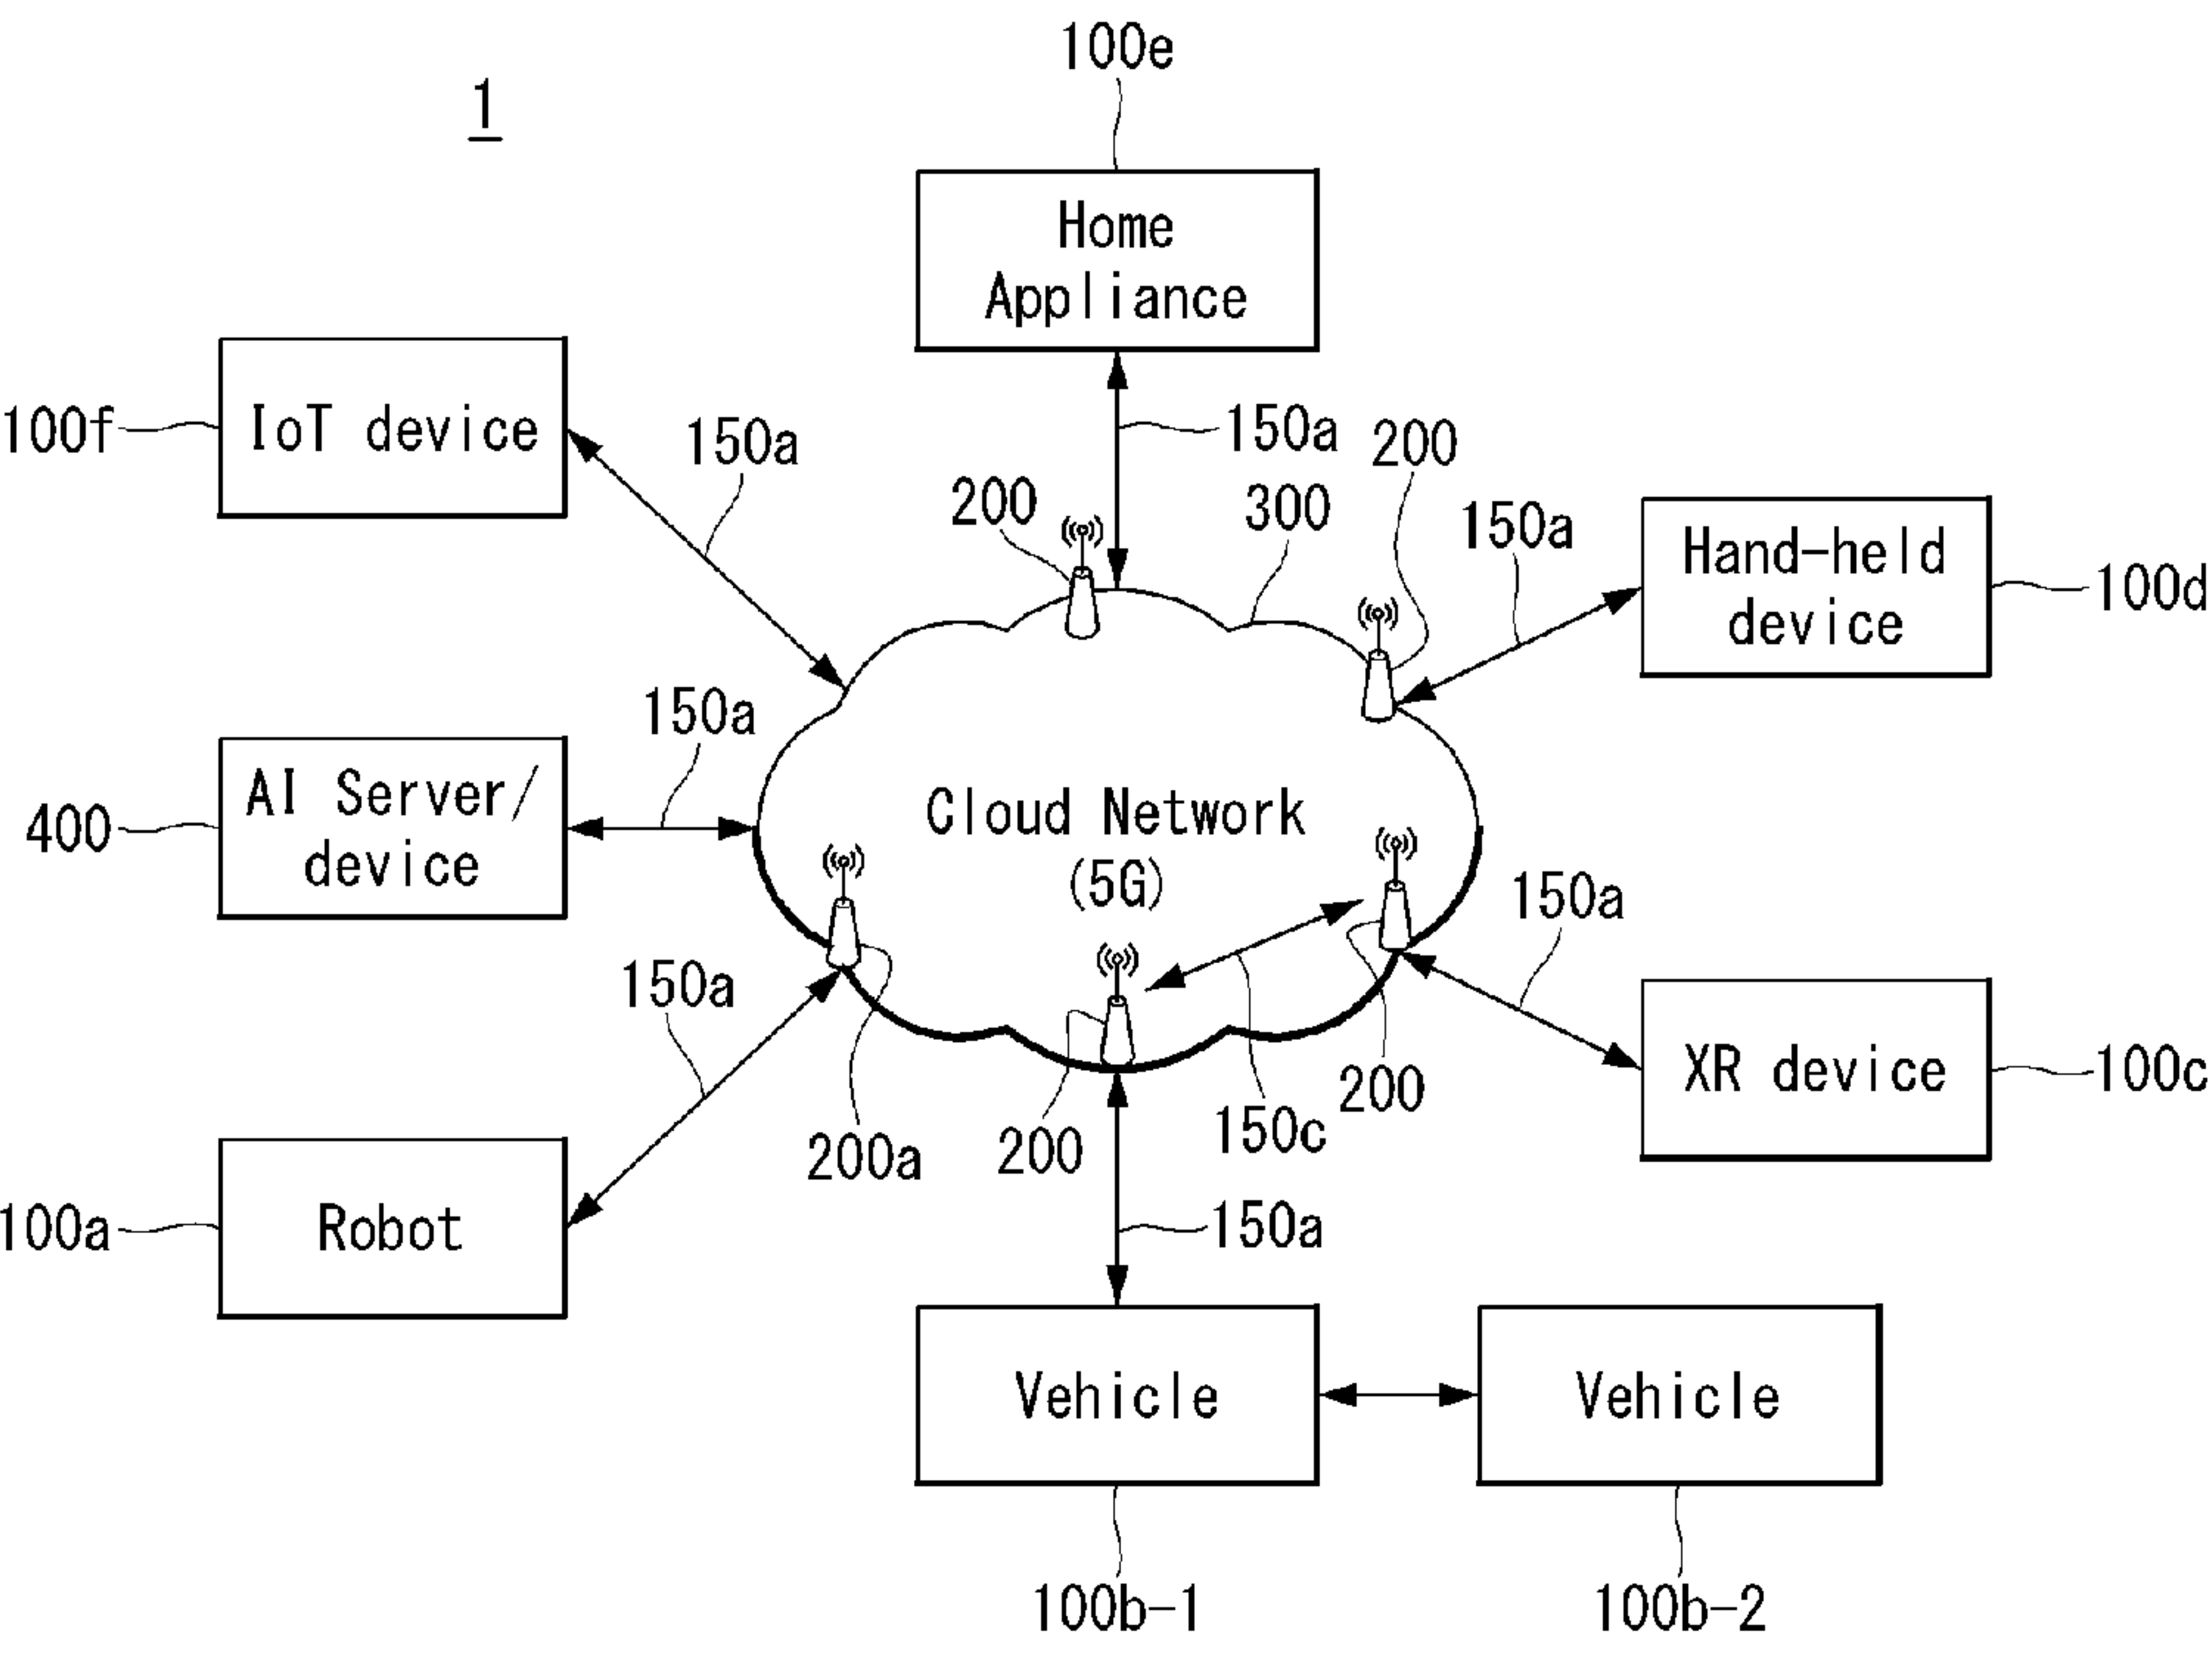 100e
1
Home
Appliance
100f
IoT device
150a
150a
200
200
300
150a
Hand-held
device
100d
150a
AI Server/
device
400
Cloud Network
(5G)
150a
150a
XR device
100c
200
150c
200
200a
Robot
100a
150a
Vehicle
Vehicle
100b-1
100b-2